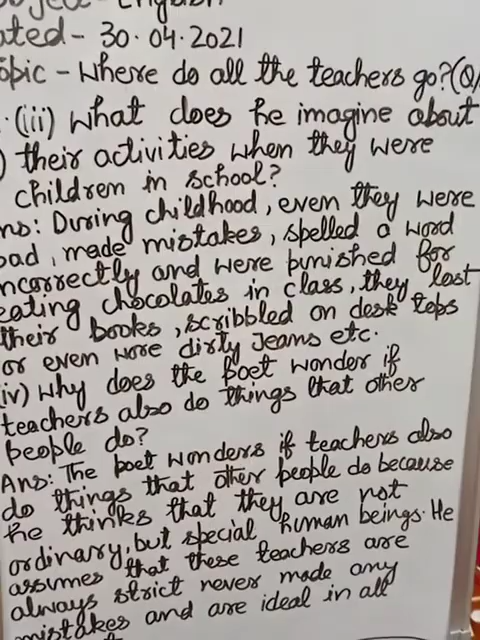 English
ated - 30.04.2021
opic - Where do all the teachers go?(Q/
(iii) What does he imagine about
) their activities when they were
children in school?
ns: During childhood, even they were
bad, made mistakes, spelled a word
ncorrectly and were punished for
eating chocolates in class, they lost
their books, scribbled on desk tops
or even wore dirty Jeans etc.
iv) Why does the poet wonder if
teachers also do things that other
people do?
Ans: The poet wonders if teachers also
do things that other people do because
he thinks that they are not
ordinary, but special human beings. He
assumes that these teachers are
always strict never made any
mistakes and are ideal in all